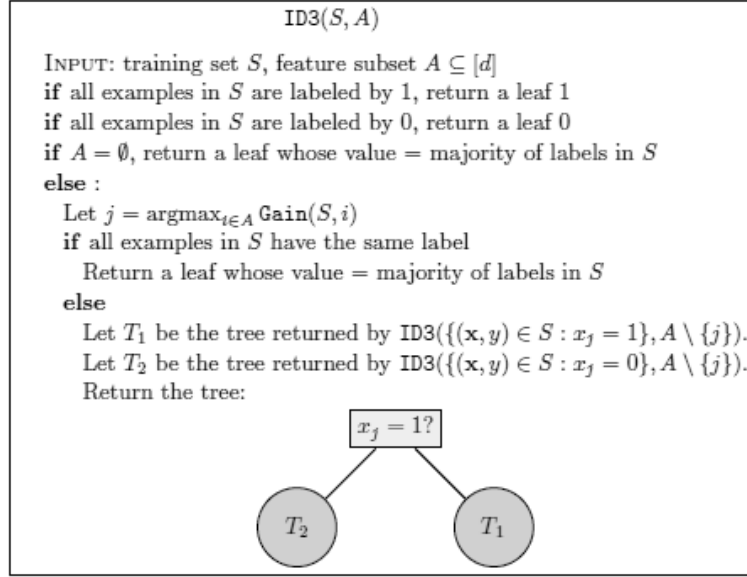 ID3(S, A)
INPUT: training set S, feature subset A ⊆ [d]
if all examples in S are labeled by 1, return a leaf 1
if all examples in S are labeled by 0, return a leaf 0
if A = ∅, return a leaf whose value = majority of labels in S
else :
Let j = argmax_{i∈A} Gain(S, i)
if all examples in S have the same label
Return a leaf whose value = majority of labels in S
else
Let T₁ be the tree returned by ID3({(x, y) ∈ S : x_j = 1}, A \ {j}).
Let T₂ be the tree returned by ID3({(x, y) ∈ S : x_j = 0}, A \ {j}).
Return the tree:
x_j = 1?
T₂ T₁